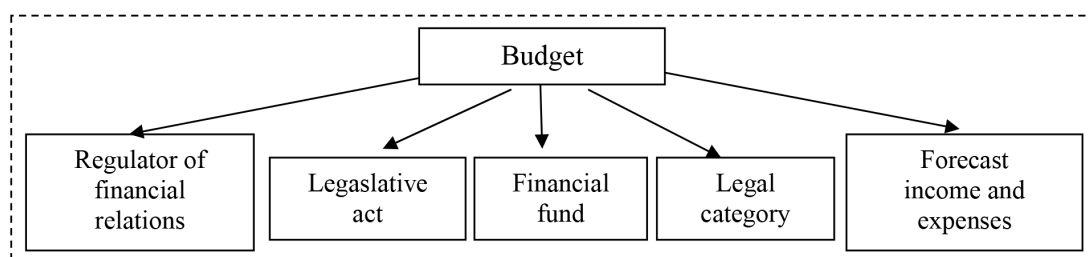 Budget
Regulator of
financial
relations
Legaslative
act
Financial
fund
Legal
category
Forecast
income and
expenses